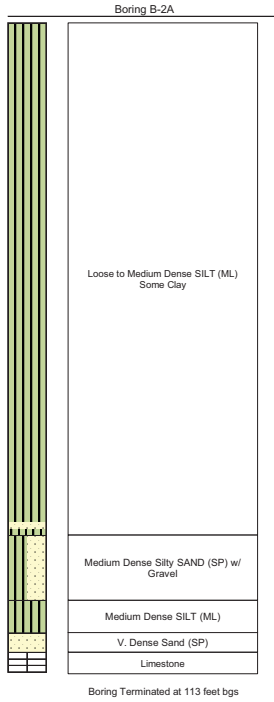 Boring B-2A
Loose to Medium Dense SILT (ML)
Some Clay
Medium Dense Silty SAND (SP) w/
Gravel
Medium Dense SILT (ML)
V. Dense Sand (SP)
Limestone
Boring Terminated at 113 feet bgs